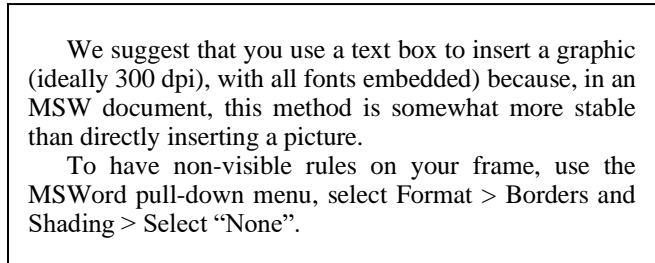 We suggest that you use a text box to insert a graphic
(ideally 300 dpi), with all fonts embedded) because, in an
MSW document, this method is somewhat more stable
than directly inserting a picture.
To have non-visible rules on your frame, use the
MSWord pull-down menu, select Format > Borders and
Shading > Select “None”.